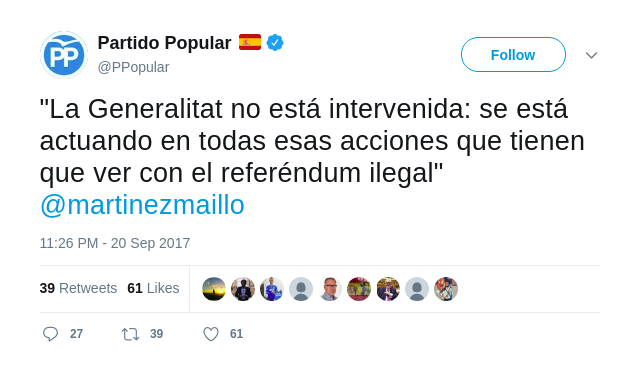 PP
Partido Popular
@PPopular
Follow
"La Generalitat no está intervenida: se está
actuando en todas esas acciones que tienen
que ver con el referéndum ilegal"
@martinezmaillo
11:26 PM - 20 Sep 2017
39 Retweets 61 Likes
27 39 61